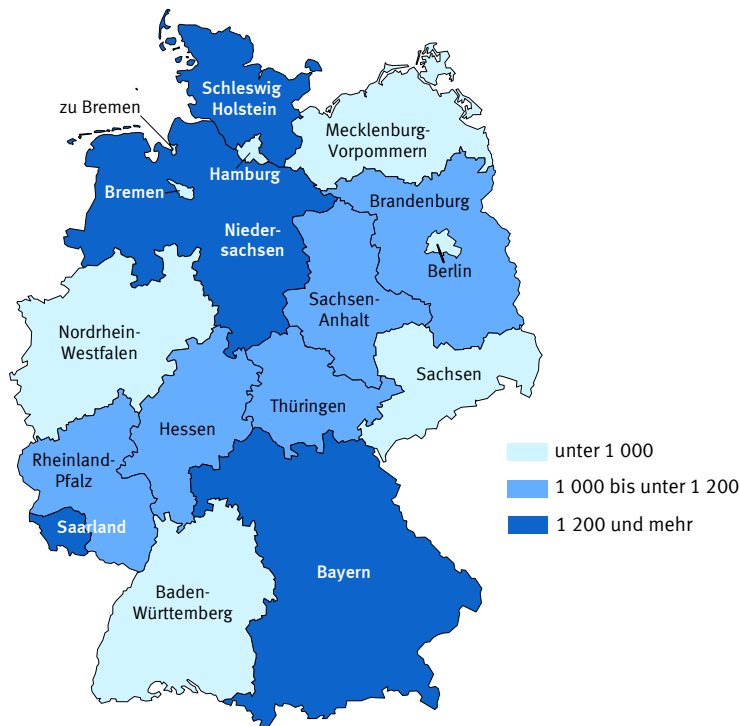 Schleswig
Holstein
zu Bremen
Mecklenburg-
Vorpommern
Hamburg
Bremen
Brandenburg
Nieder-
sachsen
Berlin
Sachsen-
Anhalt
Nordrhein-
Westfalen
Sachsen
Thüringen
Hessen
Rheinland-
Pfalz
Saarland
Bayern
Baden-
Württemberg
unter 1 000
1 000 bis unter 1 200
1 200 und mehr